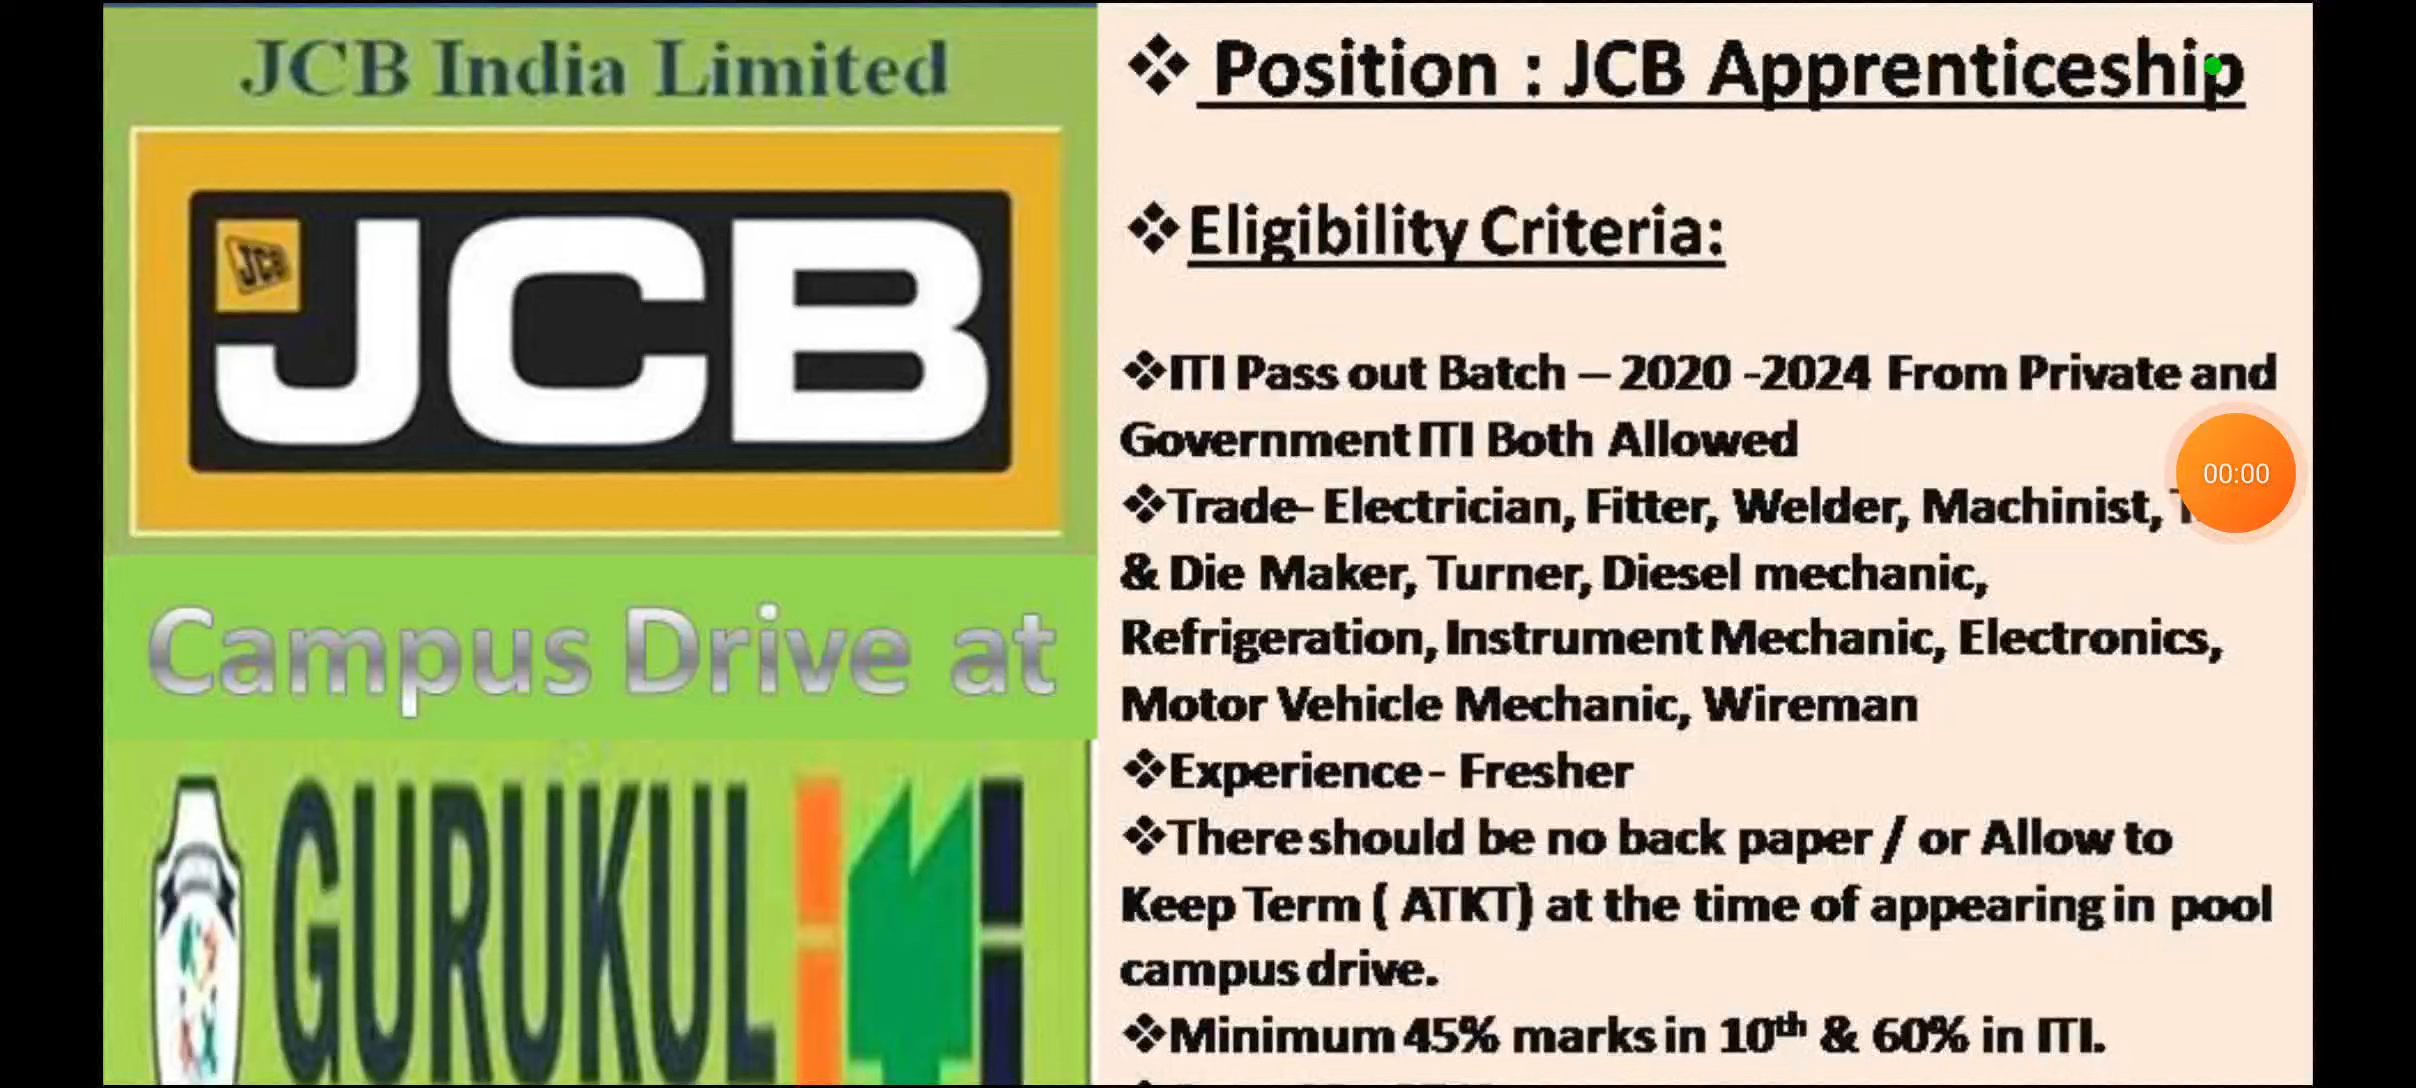 JCB India Limited
JCB
JCB
Campus Drive at
GURUKUL
❖ Position : JCB Apprenticeship
❖Eligibility Criteria:
❖ITI Pass out Batch – 2020 -2024 From Private and
Government ITI Both Allowed
❖Trade- Electrician, Fitter, Welder, Machinist,
& Die Maker, Turner, Diesel mechanic,
Refrigeration, Instrument Mechanic, Electronics,
Motor Vehicle Mechanic, Wireman
❖Experience- Fresher
❖There should be no back paper / or Allow to
Keep Term ( ATKT) at the time of appearing in pool
campus drive.
❖Minimum 45% marks in 10th & 60% in ITI.
00:00